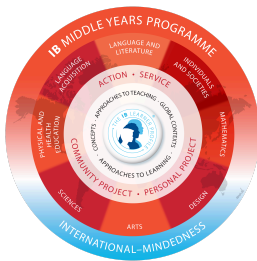 IB MIDDLE YEARS PROGRAMME
LANGUAGE AND
LITERATURE
INDIVIDUALS
AND SOCIETIES
MATHEMATICS
DESIGN
ARTS
SCIENCES
PHYSICAL AND
HEALTH
EDUCATION
LANGUAGE
ACQUISITION
ACTION • SERVICE
PERSONAL PROJECT
COMMUNITY PROJECT •
APPROACHES TO TEACHING •
GLOBAL CONTEXTS •
APPROACHES TO LEARNING •
CONCEPTS •
THE IB LEARNER PROFILE
INTERNATIONAL-MINDEDNESS